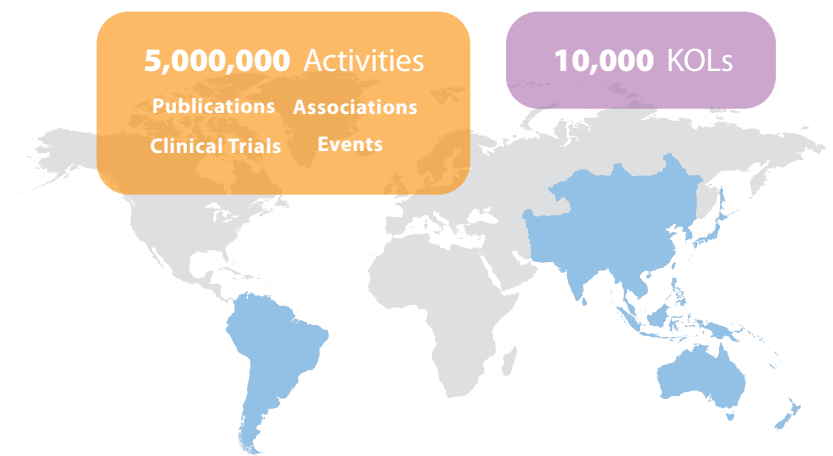 5,000,000 Activities
Publications Associations
Clinical Trials Events
10,000 KOLs